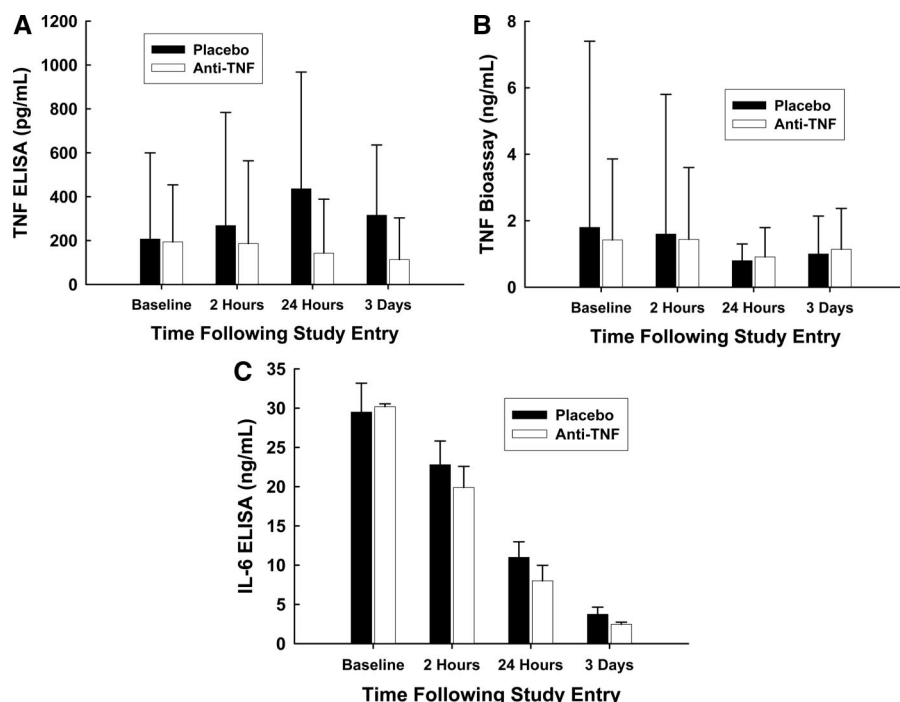 A
TNF ELISA (pg/mL)
1200
1000
800
600
400
200
0
Placebo
Anti-TNF
Baseline 2 Hours 24 Hours 3 Days
Time Following Study Entry
B
TNF Bioassay (ng/mL)
8
6
4
2
0
Placebo
Anti-TNF
Baseline 2 Hours 24 Hours 3 Days
Time Following Study Entry
C
IL-6 ELISA (ng/mL)
35
30
25
20
15
10
5
0
Placebo
Anti-TNF
Baseline 2 Hours 24 Hours 3 Days
Time Following Study Entry